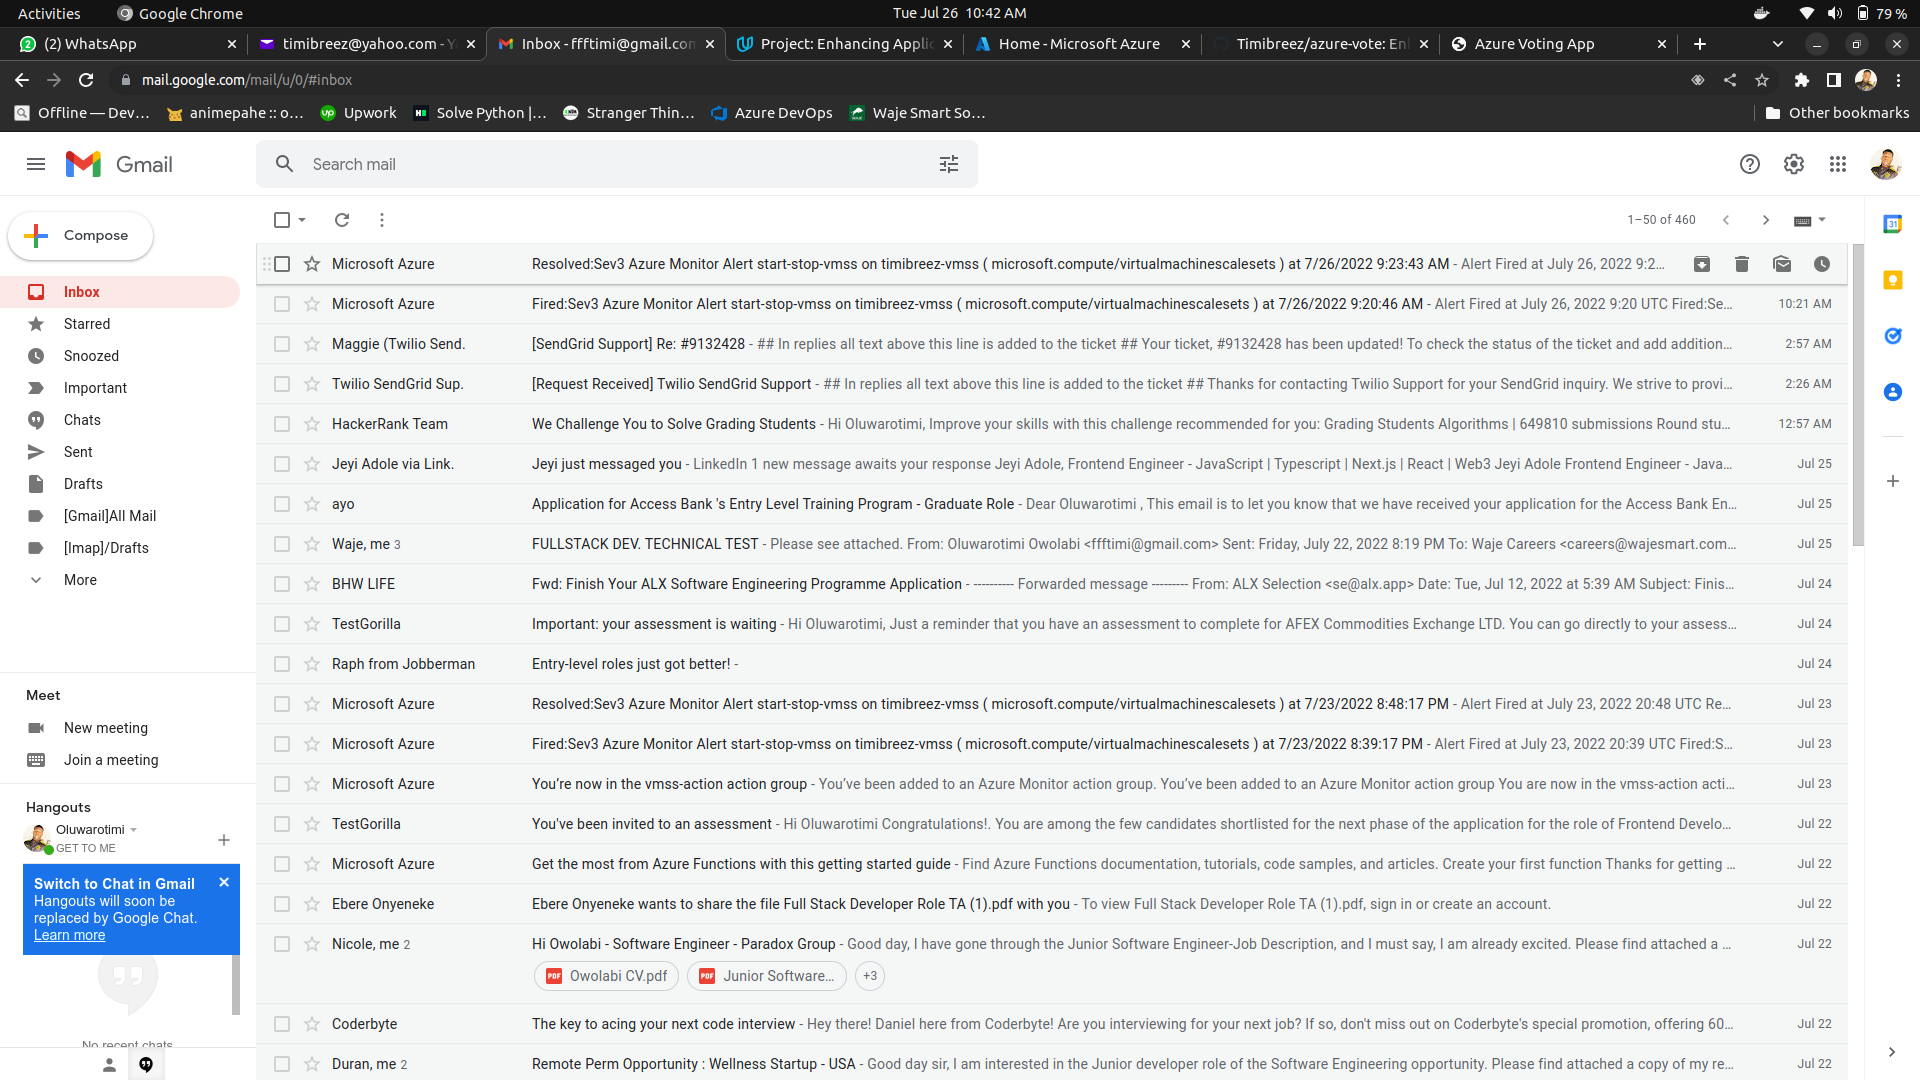 Activities Google Chrome Tue Jul 26 10:42 AM 79 %
(2) WhatsApp timibreez@yahoo.com - Y Inbox - ffftimi@gmail.com Project: Enhancing Applic Home - Microsoft Azure Timibreez/azure-vote: Enh Azure Voting App
mail.google.com/mail/u/0/#inbox
Offline — Dev... animepahe :: o... Upwork Solve Python |... Stranger Thin... Azure DevOps Waje Smart So... Other bookmarks
Gmail Search mail
1–50 of 460
Compose
Inbox
Starred
Snoozed
Important
Chats
Sent
Drafts
[Gmail]All Mail
[Imap]/Drafts
More
Meet
New meeting
Join a meeting
Hangouts
Oluwarotimi
GET TO ME
Switch to Chat in Gmail
Hangouts will soon be
replaced by Google Chat.
Learn more
No recent chats
Microsoft Azure Resolved:Sev3 Azure Monitor Alert start-stop-vmss on timibreez-vmss ( microsoft.compute/virtualmachinescalesets ) at 7/26/2022 9:23:43 AM - Alert Fired at July 26, 2022 9:2...
Microsoft Azure Fired:Sev3 Azure Monitor Alert start-stop-vmss on timibreez-vmss ( microsoft.compute/virtualmachinescalesets ) at 7/26/2022 9:20:46 AM - Alert Fired at July 26, 2022 9:20 UTC Fired:Se... 10:21 AM
Maggie (Twilio Send. [SendGrid Support] Re: #9132428 - ## In replies all text above this line is added to the ticket ## Your ticket, #9132428 has been updated! To check the status of the ticket and add addition... 2:57 AM
Twilio SendGrid Sup. [Request Received] Twilio SendGrid Support - ## In replies all text above this line is added to the ticket ## Thanks for contacting Twilio Support for your SendGrid inquiry. We strive to provi... 2:26 AM
HackerRank Team We Challenge You to Solve Grading Students - Hi Oluwarotimi, Improve your skills with this challenge recommended for you: Grading Students Algorithms | 649810 submissions Round stu... 12:57 AM
Jeyi Adole via Link. Jeyi just messaged you - LinkedIn 1 new message awaits your response Jeyi Adole, Frontend Engineer - JavaScript | Typescript | Next.js | React | Web3 Jeyi Adole Frontend Engineer - Java... Jul 25
ayo Application for Access Bank 's Entry Level Training Program - Graduate Role - Dear Oluwarotimi , This email is to let you know that we have received your application for the Access Bank En... Jul 25
Waje, me 3 FULLSTACK DEV. TECHNICAL TEST - Please see attached. From: Oluwarotimi Owolabi <ffftimi@gmail.com> Sent: Friday, July 22, 2022 8:19 PM To: Waje Careers <careers@wajesmart.com... Jul 25
BHW LIFE Fwd: Finish Your ALX Software Engineering Programme Application - ---------- Forwarded message --------- From: ALX Selection <se@alx.app> Date: Tue, Jul 12, 2022 at 5:39 AM Subject: Finis... Jul 24
TestGorilla Important: your assessment is waiting - Hi Oluwarotimi, Just a reminder that you have an assessment to complete for AFEX Commodities Exchange LTD. You can go directly to your assess... Jul 24
Raph from Jobberman Entry-level roles just got better! - Jul 24
Microsoft Azure Resolved:Sev3 Azure Monitor Alert start-stop-vmss on timibreez-vmss ( microsoft.compute/virtualmachinescalesets ) at 7/23/2022 8:48:17 PM - Alert Fired at July 23, 2022 20:48 UTC Re... Jul 23
Microsoft Azure Fired:Sev3 Azure Monitor Alert start-stop-vmss on timibreez-vmss ( microsoft.compute/virtualmachinescalesets ) at 7/23/2022 8:39:17 PM - Alert Fired at July 23, 2022 20:39 UTC Fired:S... Jul 23
Microsoft Azure You’re now in the vmss-action action group - You’ve been added to an Azure Monitor action group. You’ve been added to an Azure Monitor action group You are now in the vmss-action acti... Jul 23
TestGorilla You've been invited to an assessment - Hi Oluwarotimi Congratulations!. You are among the few candidates shortlisted for the next phase of the application for the role of Frontend Develo... Jul 22
Microsoft Azure Get the most from Azure Functions with this getting started guide - Find Azure Functions documentation, tutorials, code samples, and articles. Create your first function Thanks for getting ... Jul 22
Ebere Onyeneke Ebere Onyeneke wants to share the file Full Stack Developer Role TA (1).pdf with you - To view Full Stack Developer Role TA (1).pdf, sign in or create an account. Jul 22
Nicole, me 2 Hi Owolabi - Software Engineer - Paradox Group - Good day, I have gone through the Junior Software Engineer-Job Description, and I must say, I am already excited. Please find attached a ... Jul 22
PDF Owolabi CV.pdf PDF Junior Software... +3
Coderbyte The key to acing your next code interview - Hey there! Daniel here from Coderbyte! Are you interviewing for your next job? If so, don't miss out on Coderbyte's special promotion, offering 60... Jul 22
Duran, me 2 Remote Perm Opportunity : Wellness Startup - USA - Good day sir, I am interested in the Junior developer role of the Software Engineering opportunity. Please find attached a copy of my re... Jul 22